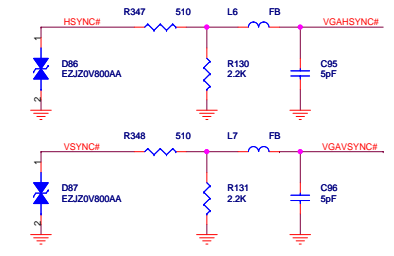 R347 510 L6 FB
HSYNC# VGAHSYNC#
1
D86 R130 C95
EZJZ0V800AA 2.2K 5pF
2
R348 510 L7 FB
VSYNC# VGAVSYNC#
1
D87 R131 C96
EZJZ0V800AA 2.2K 5pF
2